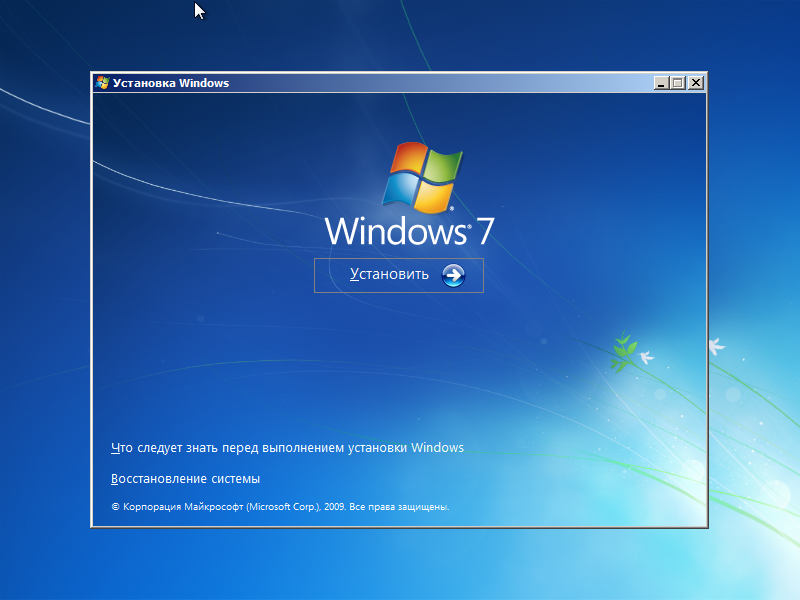 Установка Windows
Windows® 7
Установить
Что следует знать перед выполнением установки Windows
Восстановление системы
© Корпорация Майкрософт (Microsoft Corp.), 2009. Все права защищены.